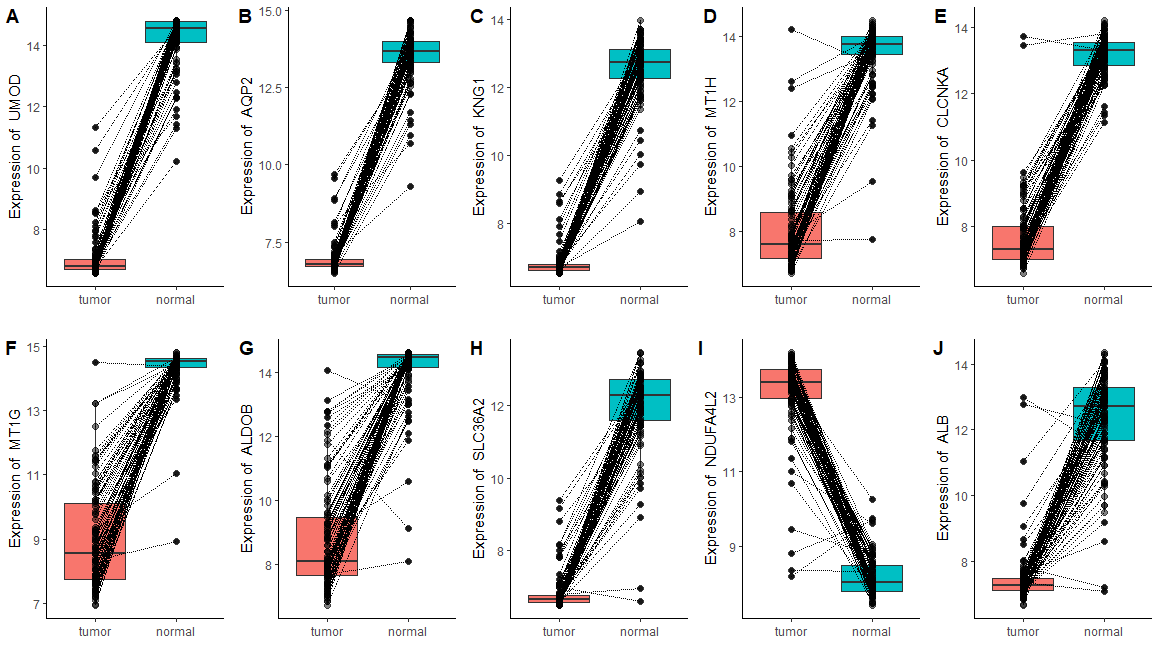 A
Expression of UMOD
14
12
10
8
tumor normal
B
Expression of AQP2
15.0
12.5
10.0
7.5
tumor normal
C
Expression of KNG1
14
12
10
8
tumor normal
D
Expression of MT1H
14
12
10
8
tumor normal
E
Expression of CLCNKA
14
12
10
8
tumor normal
F
Expression of MT1G
15
13
11
9
7
tumor normal
G
Expression of ALDOB
14
12
10
8
tumor normal
H
Expression of SLC36A2
12
10
8
tumor normal
I
Expression of NDUFA4L2
13
11
9
tumor normal
J
Expression of ALB
14
12
10
8
tumor normal